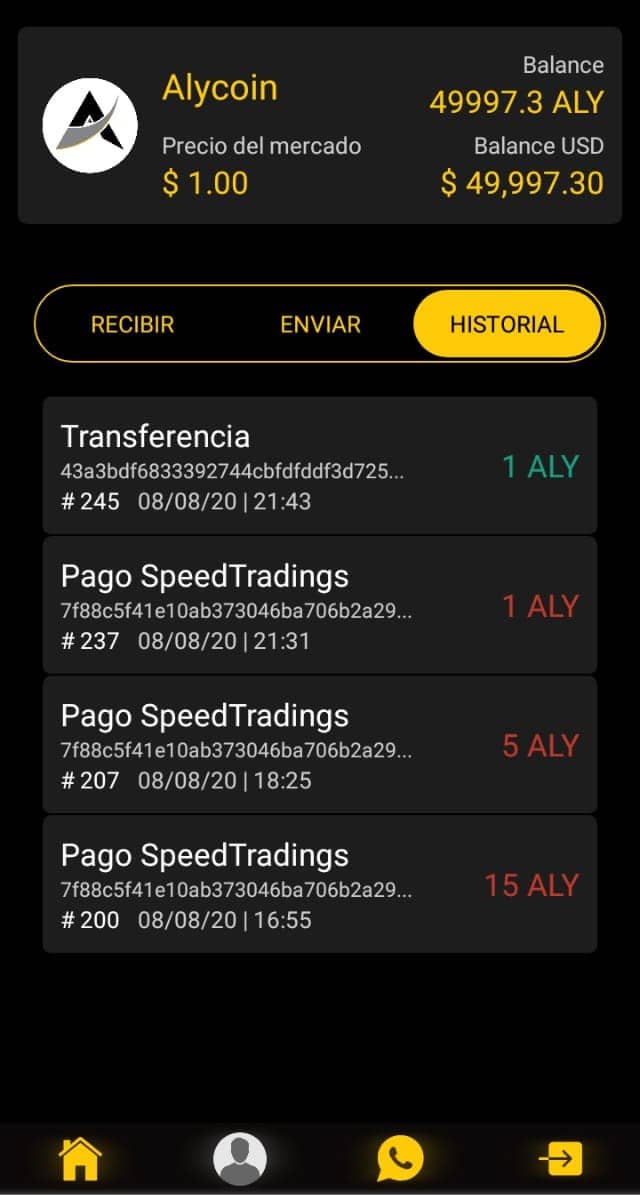 Alycoin
Balance
49997.3 ALY
Precio del mercado
$ 1.00
Balance USD
$ 49,997.30
RECIBIR
ENVIAR
HISTORIAL
Transferencia
43a3bdf6833392744cbfdfddf3d725...
# 245 08/08/20 | 21:43
1 ALY
Pago SpeedTradings
7f88c5f41e10ab373046ba706b2a29...
# 237 08/08/20 | 21:31
1 ALY
Pago SpeedTradings
7f88c5f41e10ab373046ba706b2a29...
# 207 08/08/20 | 18:25
5 ALY
Pago SpeedTradings
7f88c5f41e10ab373046ba706b2a29...
# 200 08/08/20 | 16:55
15 ALY